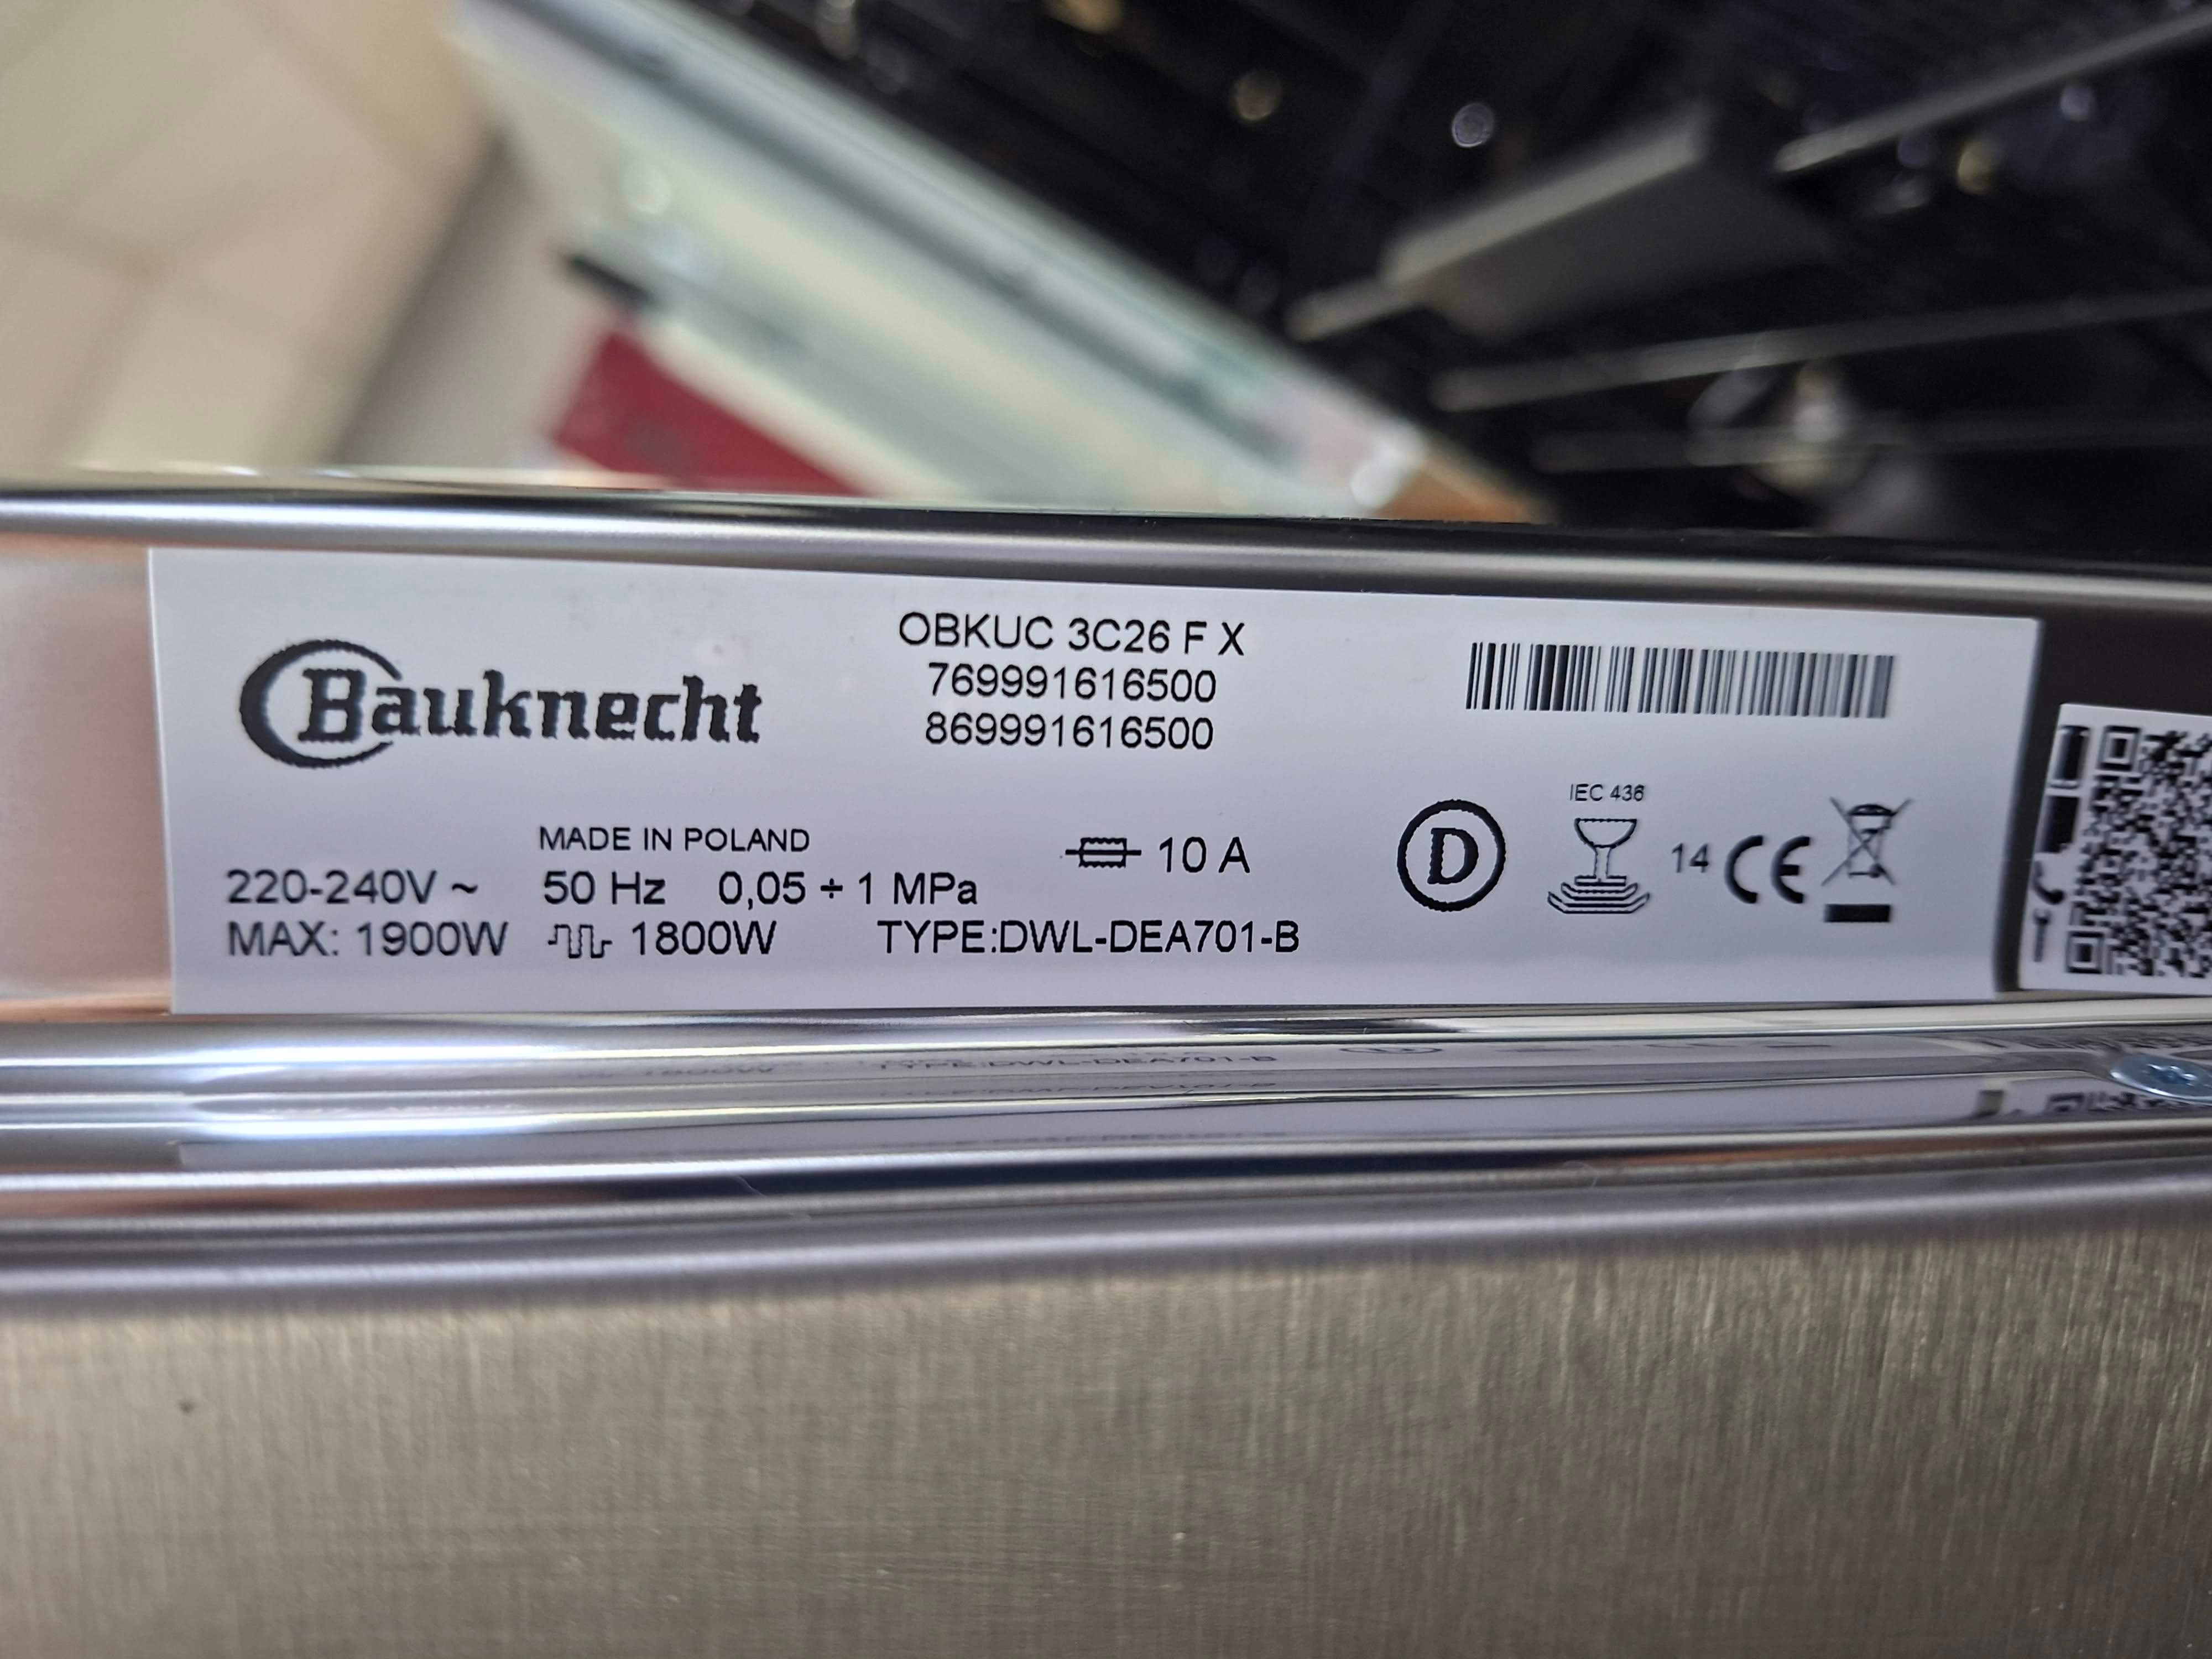 Bauknecht
OBKUC 3C26 F X
769991616500
869991616500
MADE IN POLAND
10 A
220-240V ~ 50 Hz 0,05 ÷ 1 MPa
MAX: 1900W 1800W TYPE:DWL-DEA701-B
D
IEC 436
14 CE